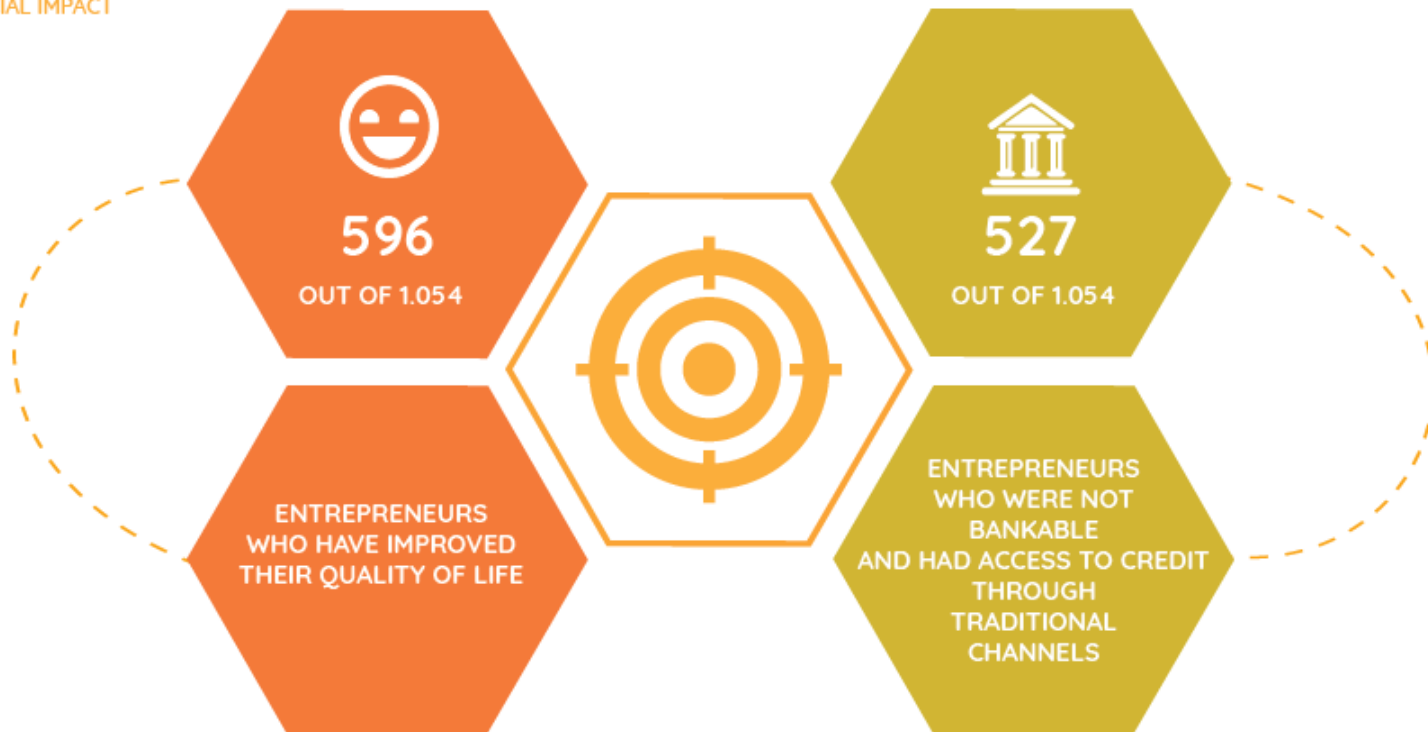 IAL IMPACT
596
OUT OF 1.054
527
OUT OF 1.054
ENTREPRENEURS
WHO HAVE IMPROVED
THEIR QUALITY OF LIFE
ENTREPRENEURS
WHO WERE NOT
BANKABLE
AND HAD ACCESS TO CREDIT
THROUGH
TRADITIONAL
CHANNELS